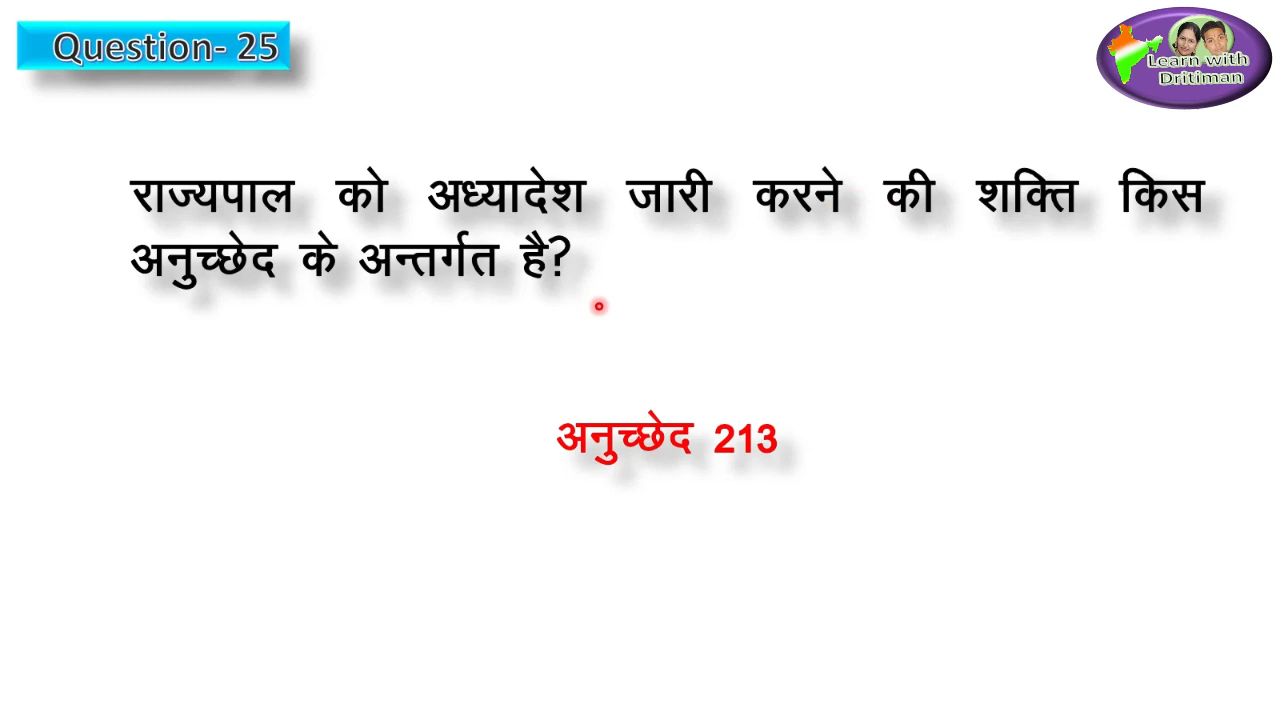 Question- 25
Learn with
Dritiman
राज्यपाल को अध्यादेश जारी करने की शक्ति किस
अनुच्छेद के अन्तर्गत है?
अनुच्छेद 213